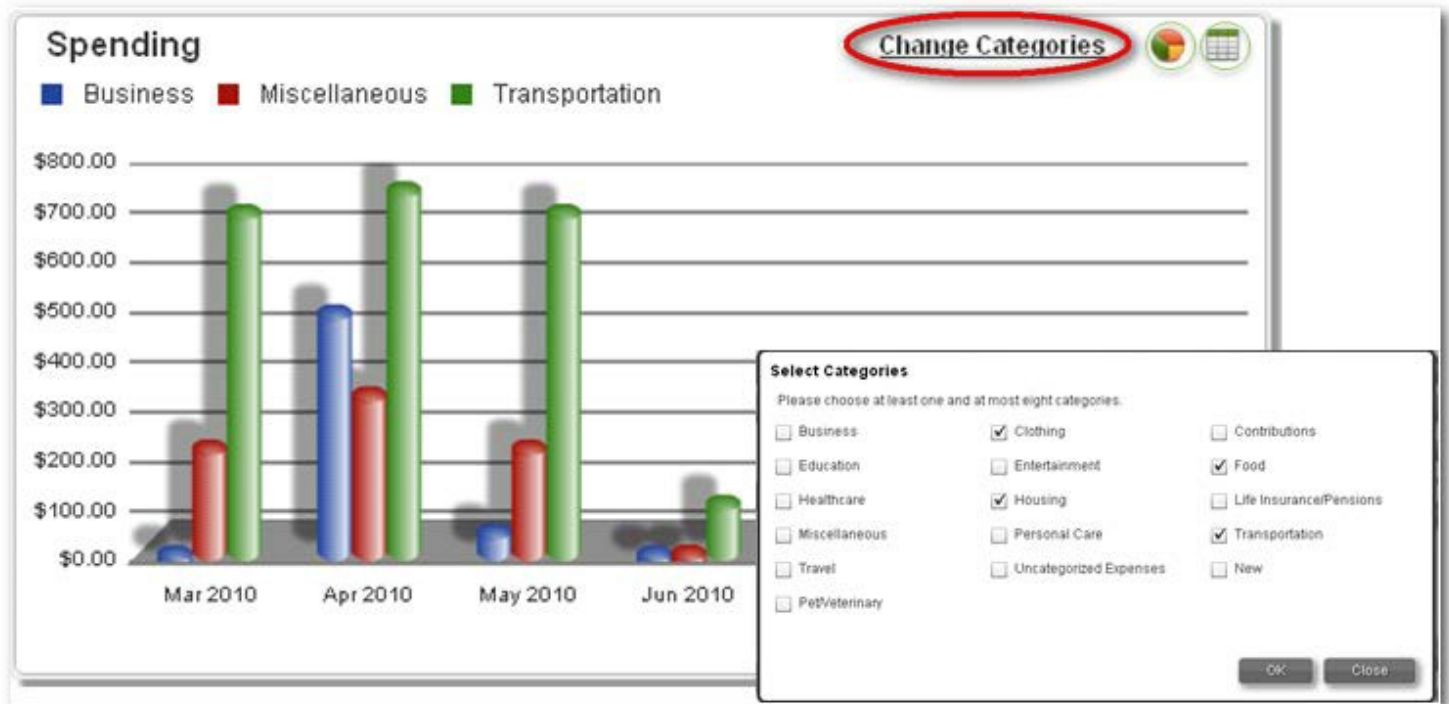 Spending
Change Categories
Business Miscellaneous Transportation
$800.00
$700.00
$600.00
$500.00
$400.00
$300.00
$200.00
$100.00
$0.00
Mar 2010 Apr 2010 May 2010 Jun 2010
Select Categories
Please choose at least one and at most eight categories.
Business Clothing Contributions
Education Entertainment Food
Healthcare Housing Life Insurance/Pensions
Miscellaneous Personal Care Transportation
Travel Uncategorized Expenses New
Pet/Veterinary
OK Close